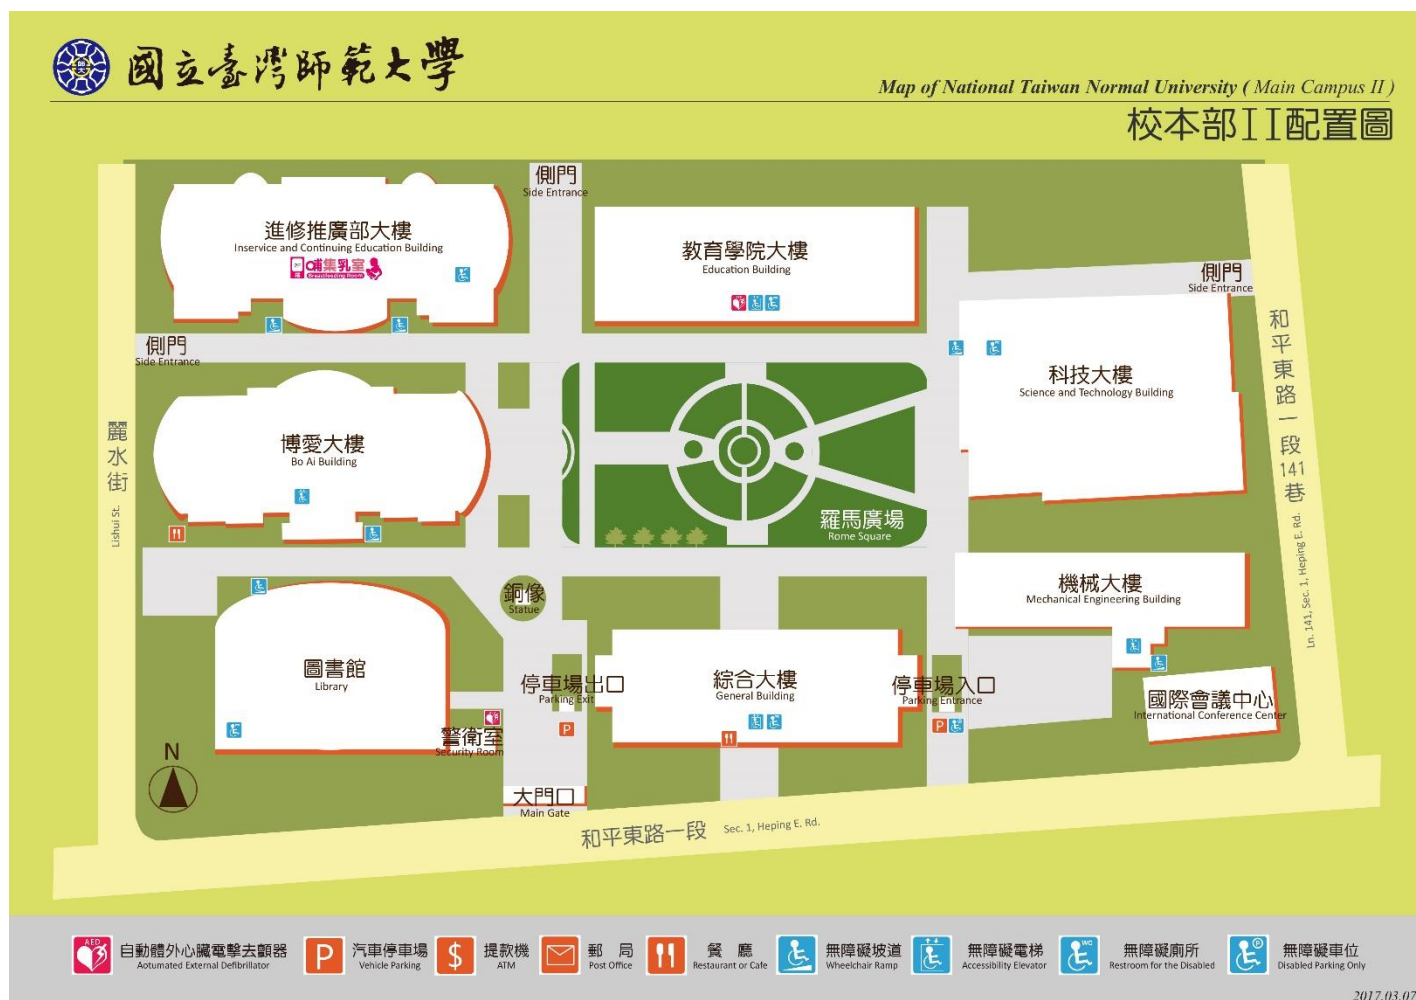 國立臺灣師範大學
Map of National Taiwan Normal University ( Main Campus II )
校本部II配置圖
側門
Side Entrance
進修推廣部大樓
Inservice and Continuing Education Building
哺集乳室
Breastfeeding Room
教育學院大樓
Education Building
側門
Side Entrance
側門
Side Entrance
科技大樓
Science and Technology Building
和平東路一段141巷
Ln. 141, Sec. 1, Heping E. Rd.
麗水街
Lishui St.
博愛大樓
Bo Ai Building
羅馬廣場
Rome Square
銅像
Statue
機械大樓
Mechanical Engineering Building
圖書館
Library
停車場出口
Parking Exit
綜合大樓
General Building
停車場入口
Parking Entrance
國際會議中心
International Conference Center
警衛室
Security Room
P
P
N
大門口
Main Gate
和平東路一段 Sec. 1, Heping E. Rd.
AED
自動體外心臟電擊去顫器
Aotumated External Defibrillator
P
汽車停車場
Vehicle Parking
$
提款機
ATM
郵局
Post Office
餐廳
Restaurant or Cafe
無障礙坡道
Wheelchair Ramp
無障礙電梯
Accessibility Elevator
WC
無障礙廁所
Restroom for the Disabled
P
無障礙車位
Disabled Parking Only
2017.03.07